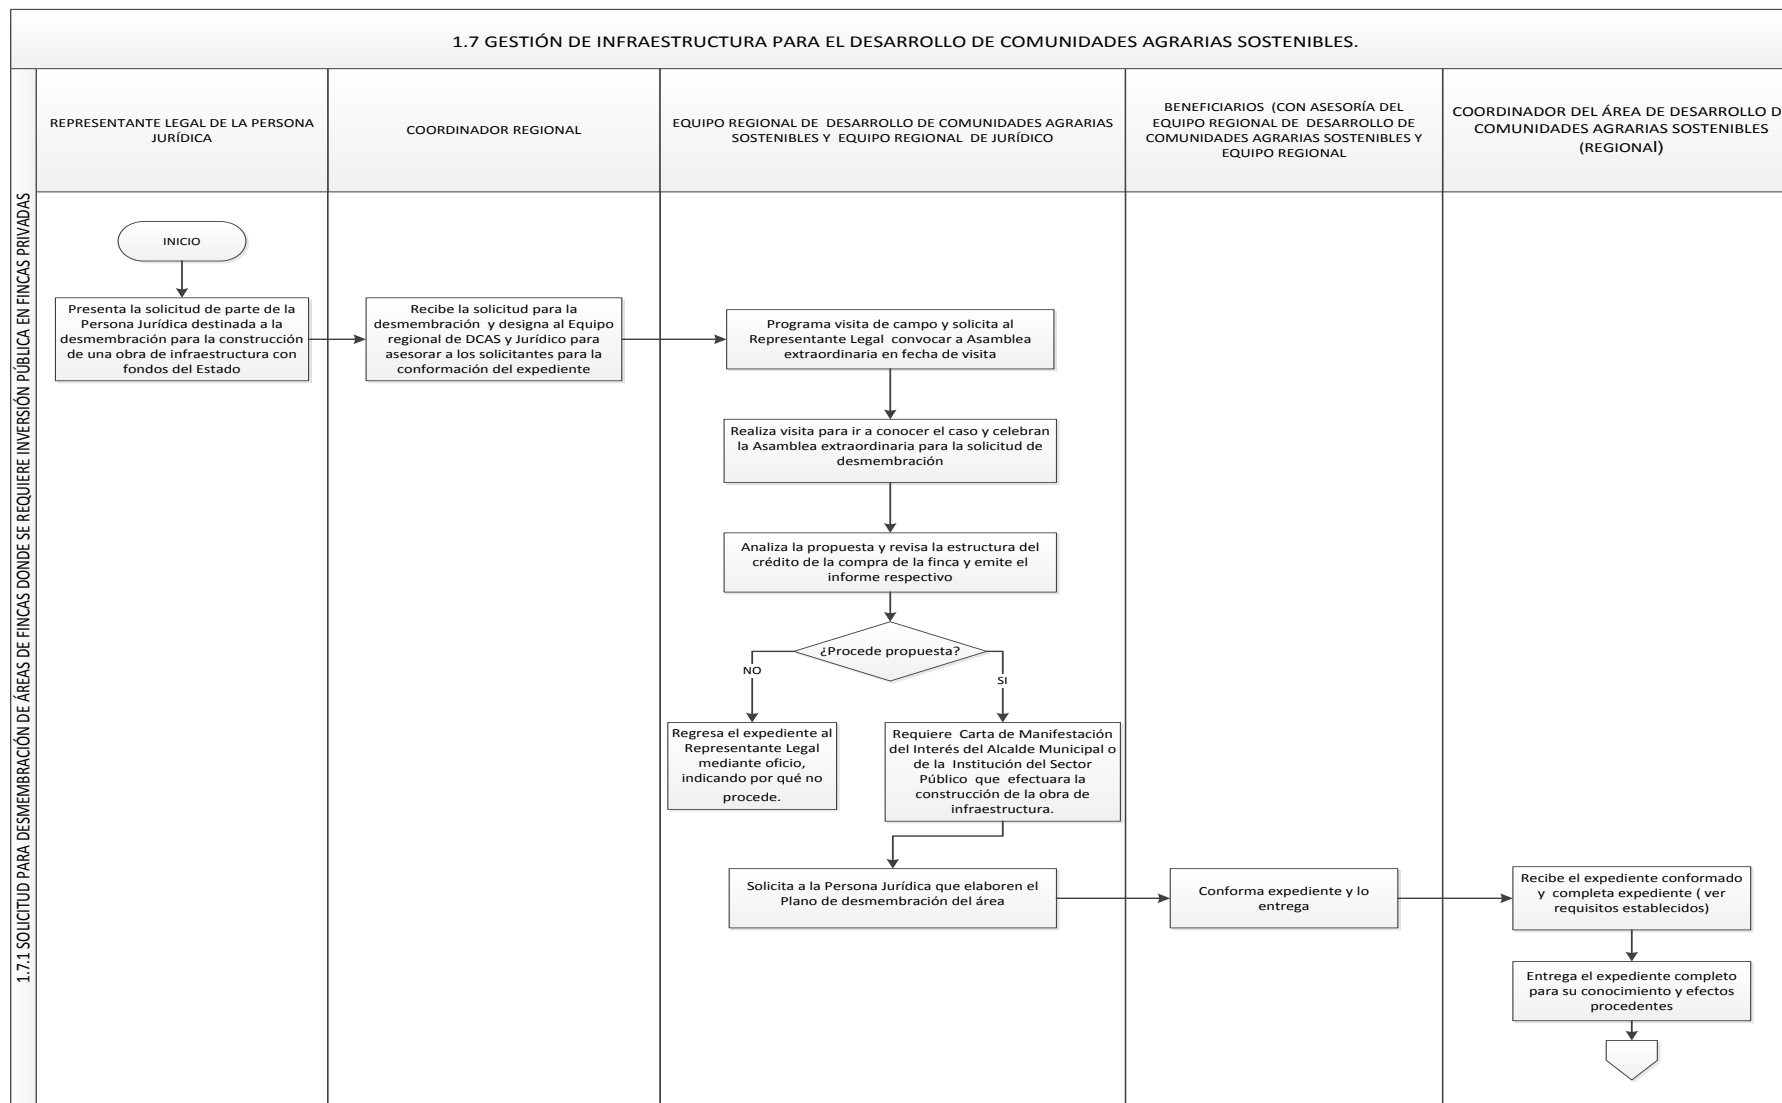 1.7 GESTIÓN DE INFRAESTRUCTURA PARA EL DESARROLLO DE COMUNIDADES AGRARIAS SOSTENIBLES.
1.7.1 SOLICITUD PARA DESMEMBRACIÓN DE ÁREAS DE FINCAS DONDE SE REQUIERE INVERSIÓN PÚBLICA EN FINCAS PRIVADAS
REPRESENTANTE LEGAL DE LA PERSONA
JURÍDICA
COORDINADOR REGIONAL
EQUIPO REGIONAL DE DESARROLLO DE COMUNIDADES AGRARIAS
SOSTENIBLES Y EQUIPO REGIONAL DE JURÍDICO
BENEFICIARIOS (CON ASESORÍA DEL
EQUIPO REGIONAL DE DESARROLLO DE
COMUNIDADES AGRARIAS SOSTENIBLES Y
EQUIPO REGIONAL
COORDINADOR DEL ÁREA DE DESARROLLO D
COMUNIDADES AGRARIAS SOSTENIBLES
(REGIONAl)
INICIO
Presenta la solicitud de parte de la
Persona Jurídica destinada a la
desmembración para la construcción
de una obra de infraestructura con
fondos del Estado
Recibe la solicitud para la
desmembración y designa al Equipo
regional de DCAS y Jurídico para
asesorar a los solicitantes para la
conformación del expediente
Programa visita de campo y solicita al
Representante Legal convocar a Asamblea
extraordinaria en fecha de visita
Realiza visita para ir a conocer el caso y celebran
la Asamblea extraordinaria para la solicitud de
desmembración
Analiza la propuesta y revisa la estructura del
crédito de la compra de la finca y emite el
informe respectivo
¿Procede propuesta?
NO
SI
Regresa el expediente al
Representante Legal
mediante oficio,
indicando por qué no
procede.
Requiere Carta de Manifestación
del Interés del Alcalde Municipal o
de la Institución del Sector
Público que efectuara la
construcción de la obra de
infraestructura.
Solicita a la Persona Jurídica que elaboren el
Plano de desmembración del área
Conforma expediente y lo
entrega
Recibe el expediente conformado
y completa expediente ( ver
requisitos establecidos)
Entrega el expediente completo
para su conocimiento y efectos
procedentes